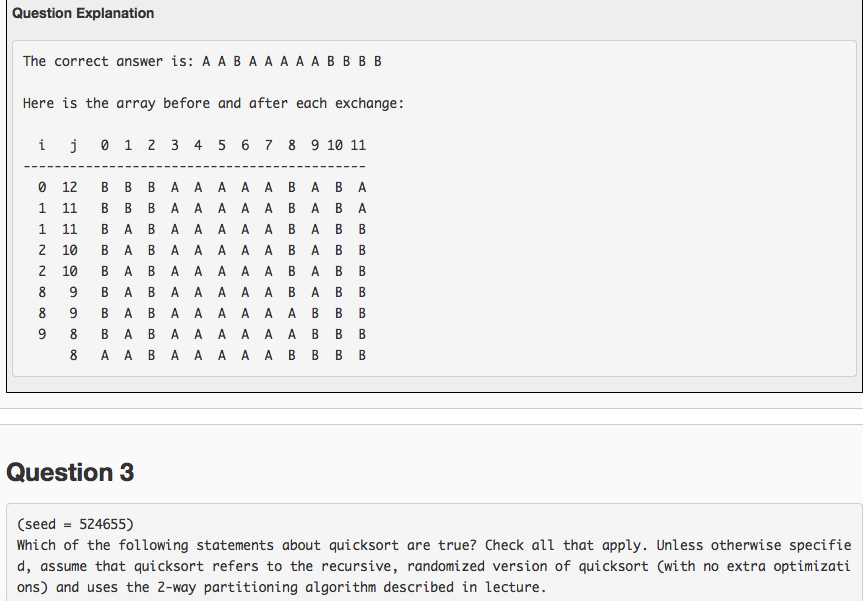 Question Explanation
The correct answer is: A A B A A A A A B B B B
Here is the array before and after each exchange:
i j 0 1 2 3 4 5 6 7 8 9 10 11
----------------------------------------------
0 12 B B B A A A A A B A B A
1 11 B B B A A A A A B A B A
1 11 B A B A A A A A B A B B
2 10 B A B A A A A A B A B B
2 10 B A B A A A A A B A B B
8 9 B A B A A A A A B A B B
8 9 B A B A A A A A A B B B
9 8 B A B A A A A A A B B B
8 A A B A A A A A B B B B
Question 3
(seed = 524655)
Which of the following statements about quicksort are true? Check all that apply. Unless otherwise specifie
d, assume that quicksort refers to the recursive, randomized version of quicksort (with no extra optimizati
ons) and uses the 2-way partitioning algorithm described in lecture.